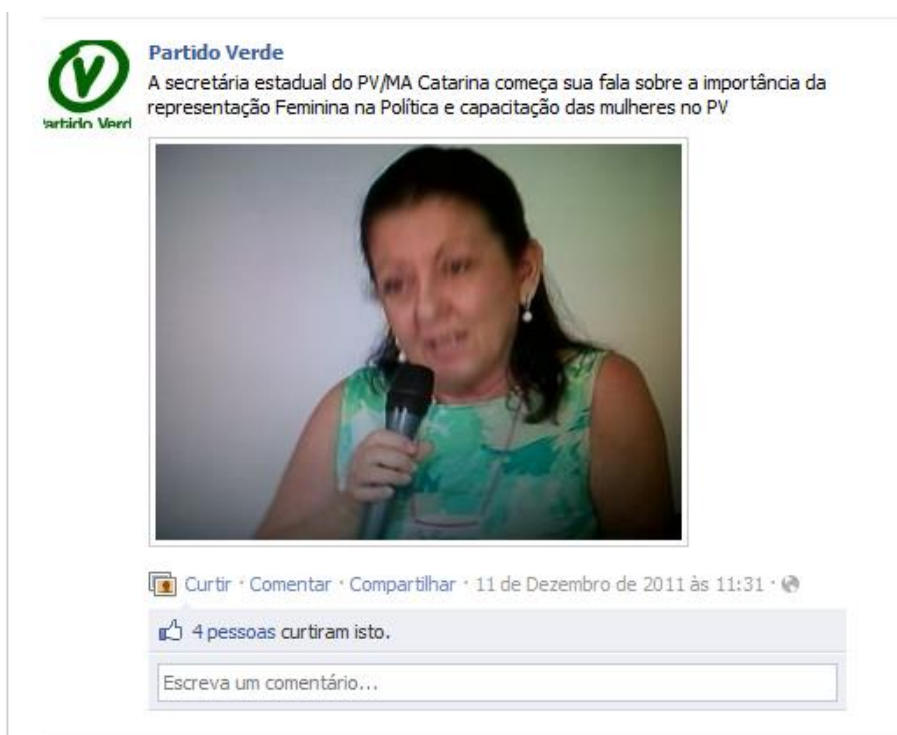 Partido Verde
A secretária estadual do PV/MA Catarina começa sua fala sobre a importância da
representação Feminina na Política e capacitação das mulheres no PV
V
artido Verd
Curtir · Comentar · Compartilhar · 11 de Dezembro de 2011 às 11:31 ·
4 pessoas curtiram isto.
Escreva um comentário...